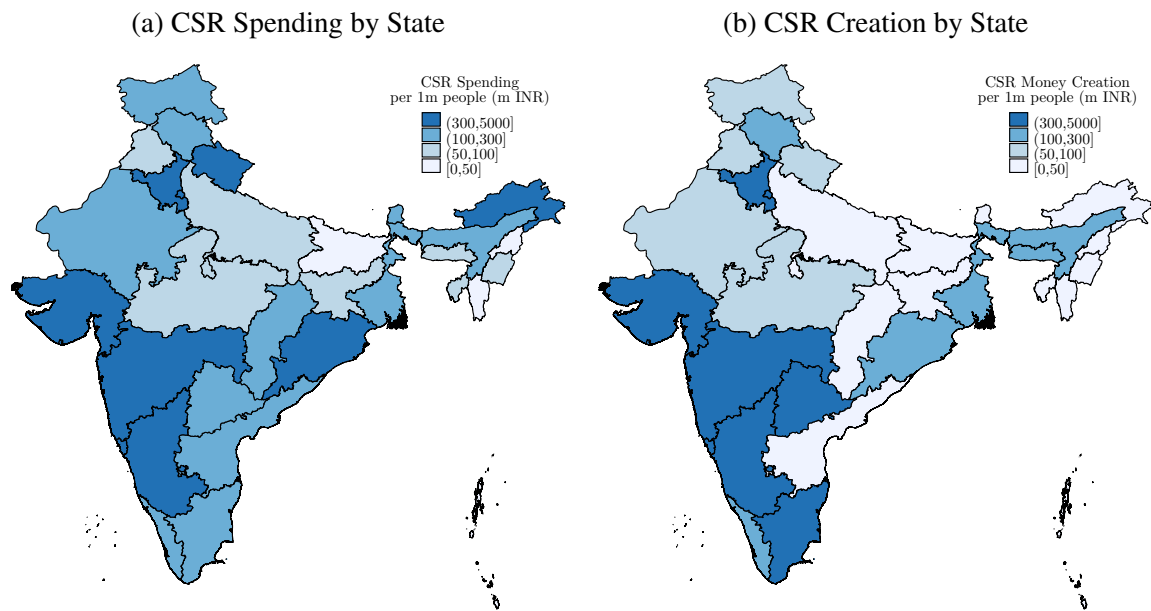 (a) CSR Spending by State
CSR Spending
per 1m people (m INR)
(300,5000]
(100,300]
(50,100]
[0,50]
(b) CSR Creation by State
CSR Money Creation
per 1m people (m INR)
(300,5000]
(100,300]
(50,100]
[0,50]